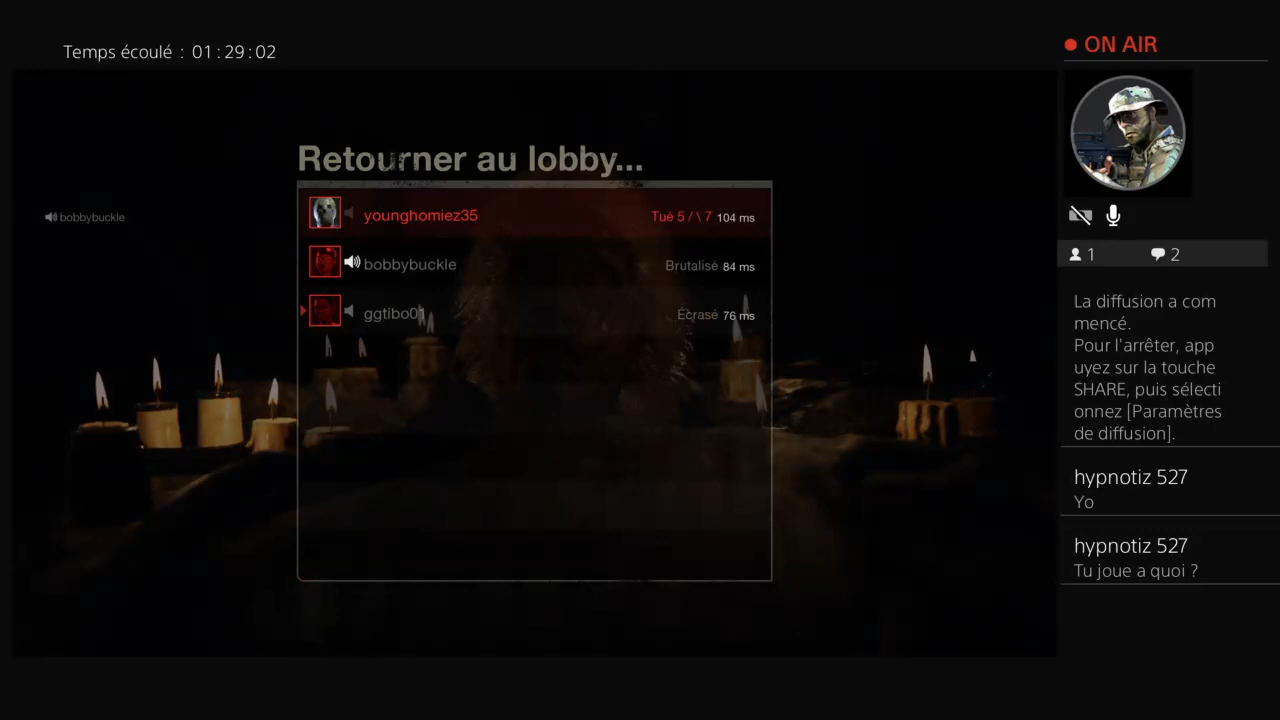 Temps écoulé : 01:29:02
ON AIR
Retourner au lobby...
bobbybuckle
younghomiez35 Tué 5 / \ 7 104 ms
bobbybuckle Brutalisé 84 ms
ggtibo01 Écrasé 76 ms
1 2
La diffusion a com
mencé.
Pour l'arrêter, app
uyez sur la touche
SHARE, puis sélecti
onnez [Paramètres
de diffusion].
hypnotiz 527
Yo
hypnotiz 527
Tu joue a quoi ?